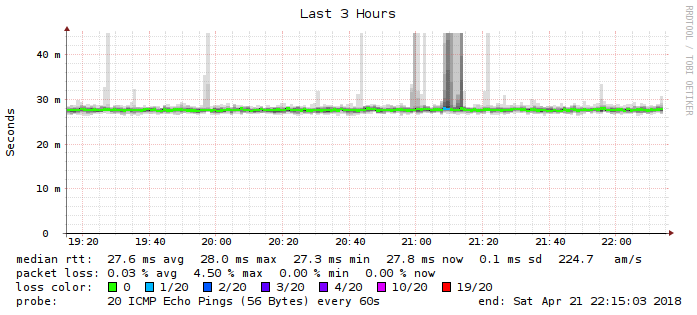 Last 3 Hours
RRDTOOL / TOBI OETIKER
Seconds
40 m
30 m
20 m
10 m
0
19:20 19:40 20:00 20:20 20:40 21:00 21:20 21:40 22:00
median rtt: 27.6 ms avg 28.0 ms max 27.3 ms min 27.8 ms now 0.1 ms sd 224.7 am/s
packet loss: 0.03 % avg 4.50 % max 0.00 % min 0.00 % now
loss color: 0 1/20 2/20 3/20 4/20 10/20 19/20
probe: 20 ICMP Echo Pings (56 Bytes) every 60s end: Sat Apr 21 22:15:03 2018